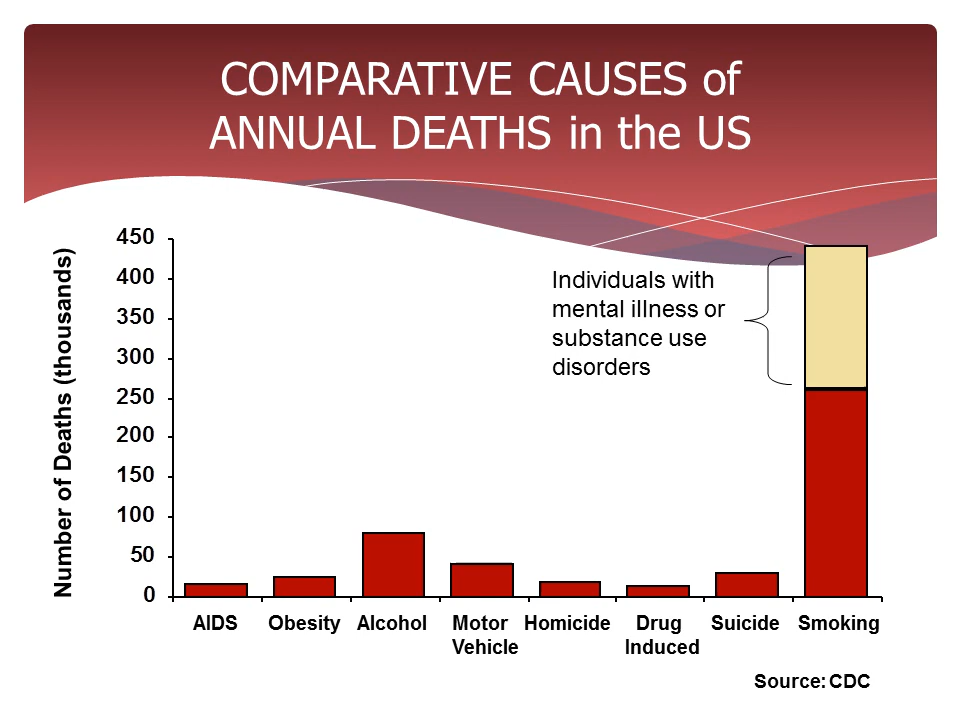 COMPARATIVE CAUSES of
ANNUAL DEATHS in the US
Number of Deaths (thousands)
450
400
350
300
250
200
150
100
50
0
Individuals with
mental illness or
substance use
disorders
AIDS Obesity Alcohol Motor Vehicle Homicide Drug Induced Suicide Smoking
Source: CDC